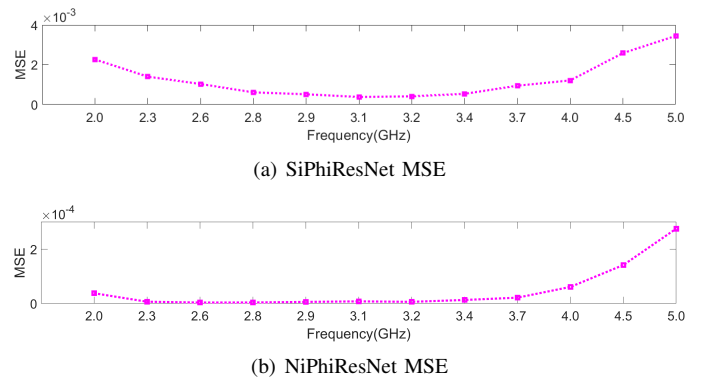 ×10-3
4
2
0
MSE
2.0 2.3 2.6 2.8 2.9 3.1 3.2 3.4 3.7 4.0 4.5 5.0
Frequency(GHz)
(a) SiPhiResNet MSE
×10-4
2
0
MSE
2.0 2.3 2.6 2.8 2.9 3.1 3.2 3.4 3.7 4.0 4.5 5.0
Frequency(GHz)
(b) NiPhiResNet MSE